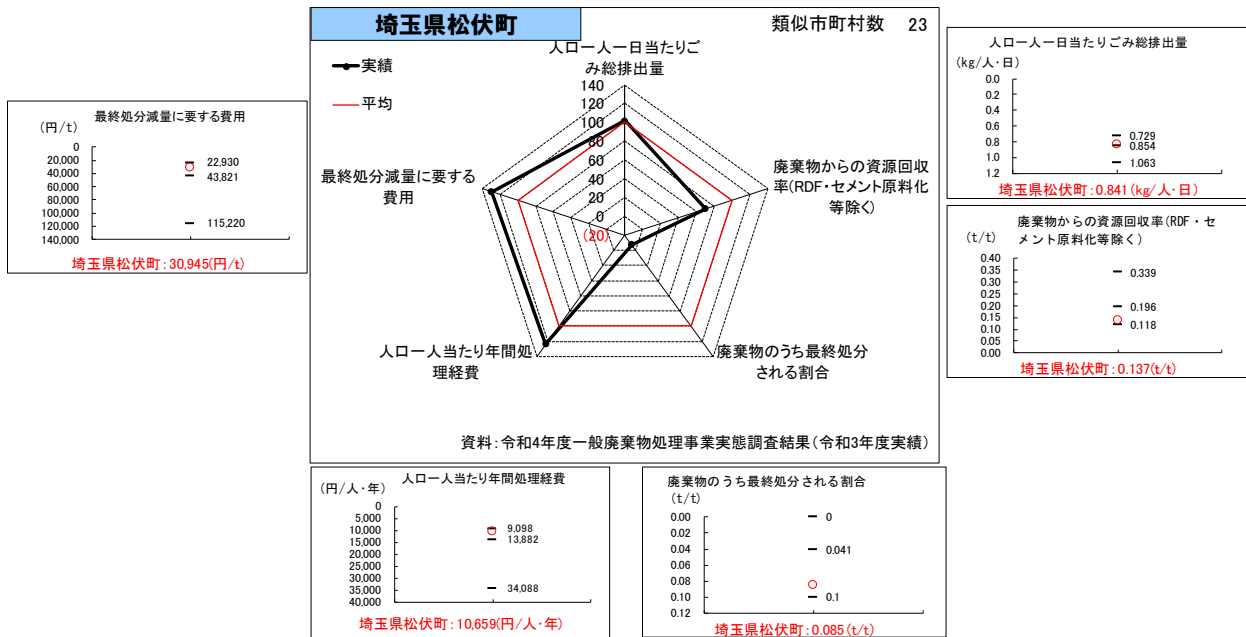 埼玉県松伏町
類似市町村数 23
実績
平均
人口一人一日当たりご
み総排出量
廃棄物からの資源回収
率(RDF・セメント原料化
等除く)
廃棄物のうち最終処分
される割合
人口一人当たり年間処
理経費
最終処分減量に要する
費用
140
120
100
80
60
40
20
0
(20)
資料:令和4年度一般廃棄物処理事業実態調査結果(令和3年度実績)
最終処分減量に要する費用
(円/t)
0
20,000
40,000
60,000
80,000
100,000
120,000
140,000
22,930
43,821
115,220
埼玉県松伏町:30,945(円/t)
人口一人一日当たりごみ総排出量
(kg/人・日)
0.0
0.2
0.4
0.6
0.8
1.0
1.2
0.729
0.854
1.063
埼玉県松伏町:0.841(kg/人・日)
廃棄物からの資源回収率(RDF・セ
メント原料化等除く)
(t/t)
0.40
0.35
0.30
0.25
0.20
0.15
0.10
0.05
0.00
0.339
0.196
0.118
埼玉県松伏町:0.137(t/t)
人口一人当たり年間処理経費
(円/人・年)
0
5,000
10,000
15,000
20,000
25,000
30,000
35,000
40,000
9,098
13,882
34,088
埼玉県松伏町:10,659(円/人・年)
廃棄物のうち最終処分される割合
(t/t)
0.00
0.02
0.04
0.06
0.08
0.10
0.12
0
0.041
0.1
埼玉県松伏町:0.085(t/t)